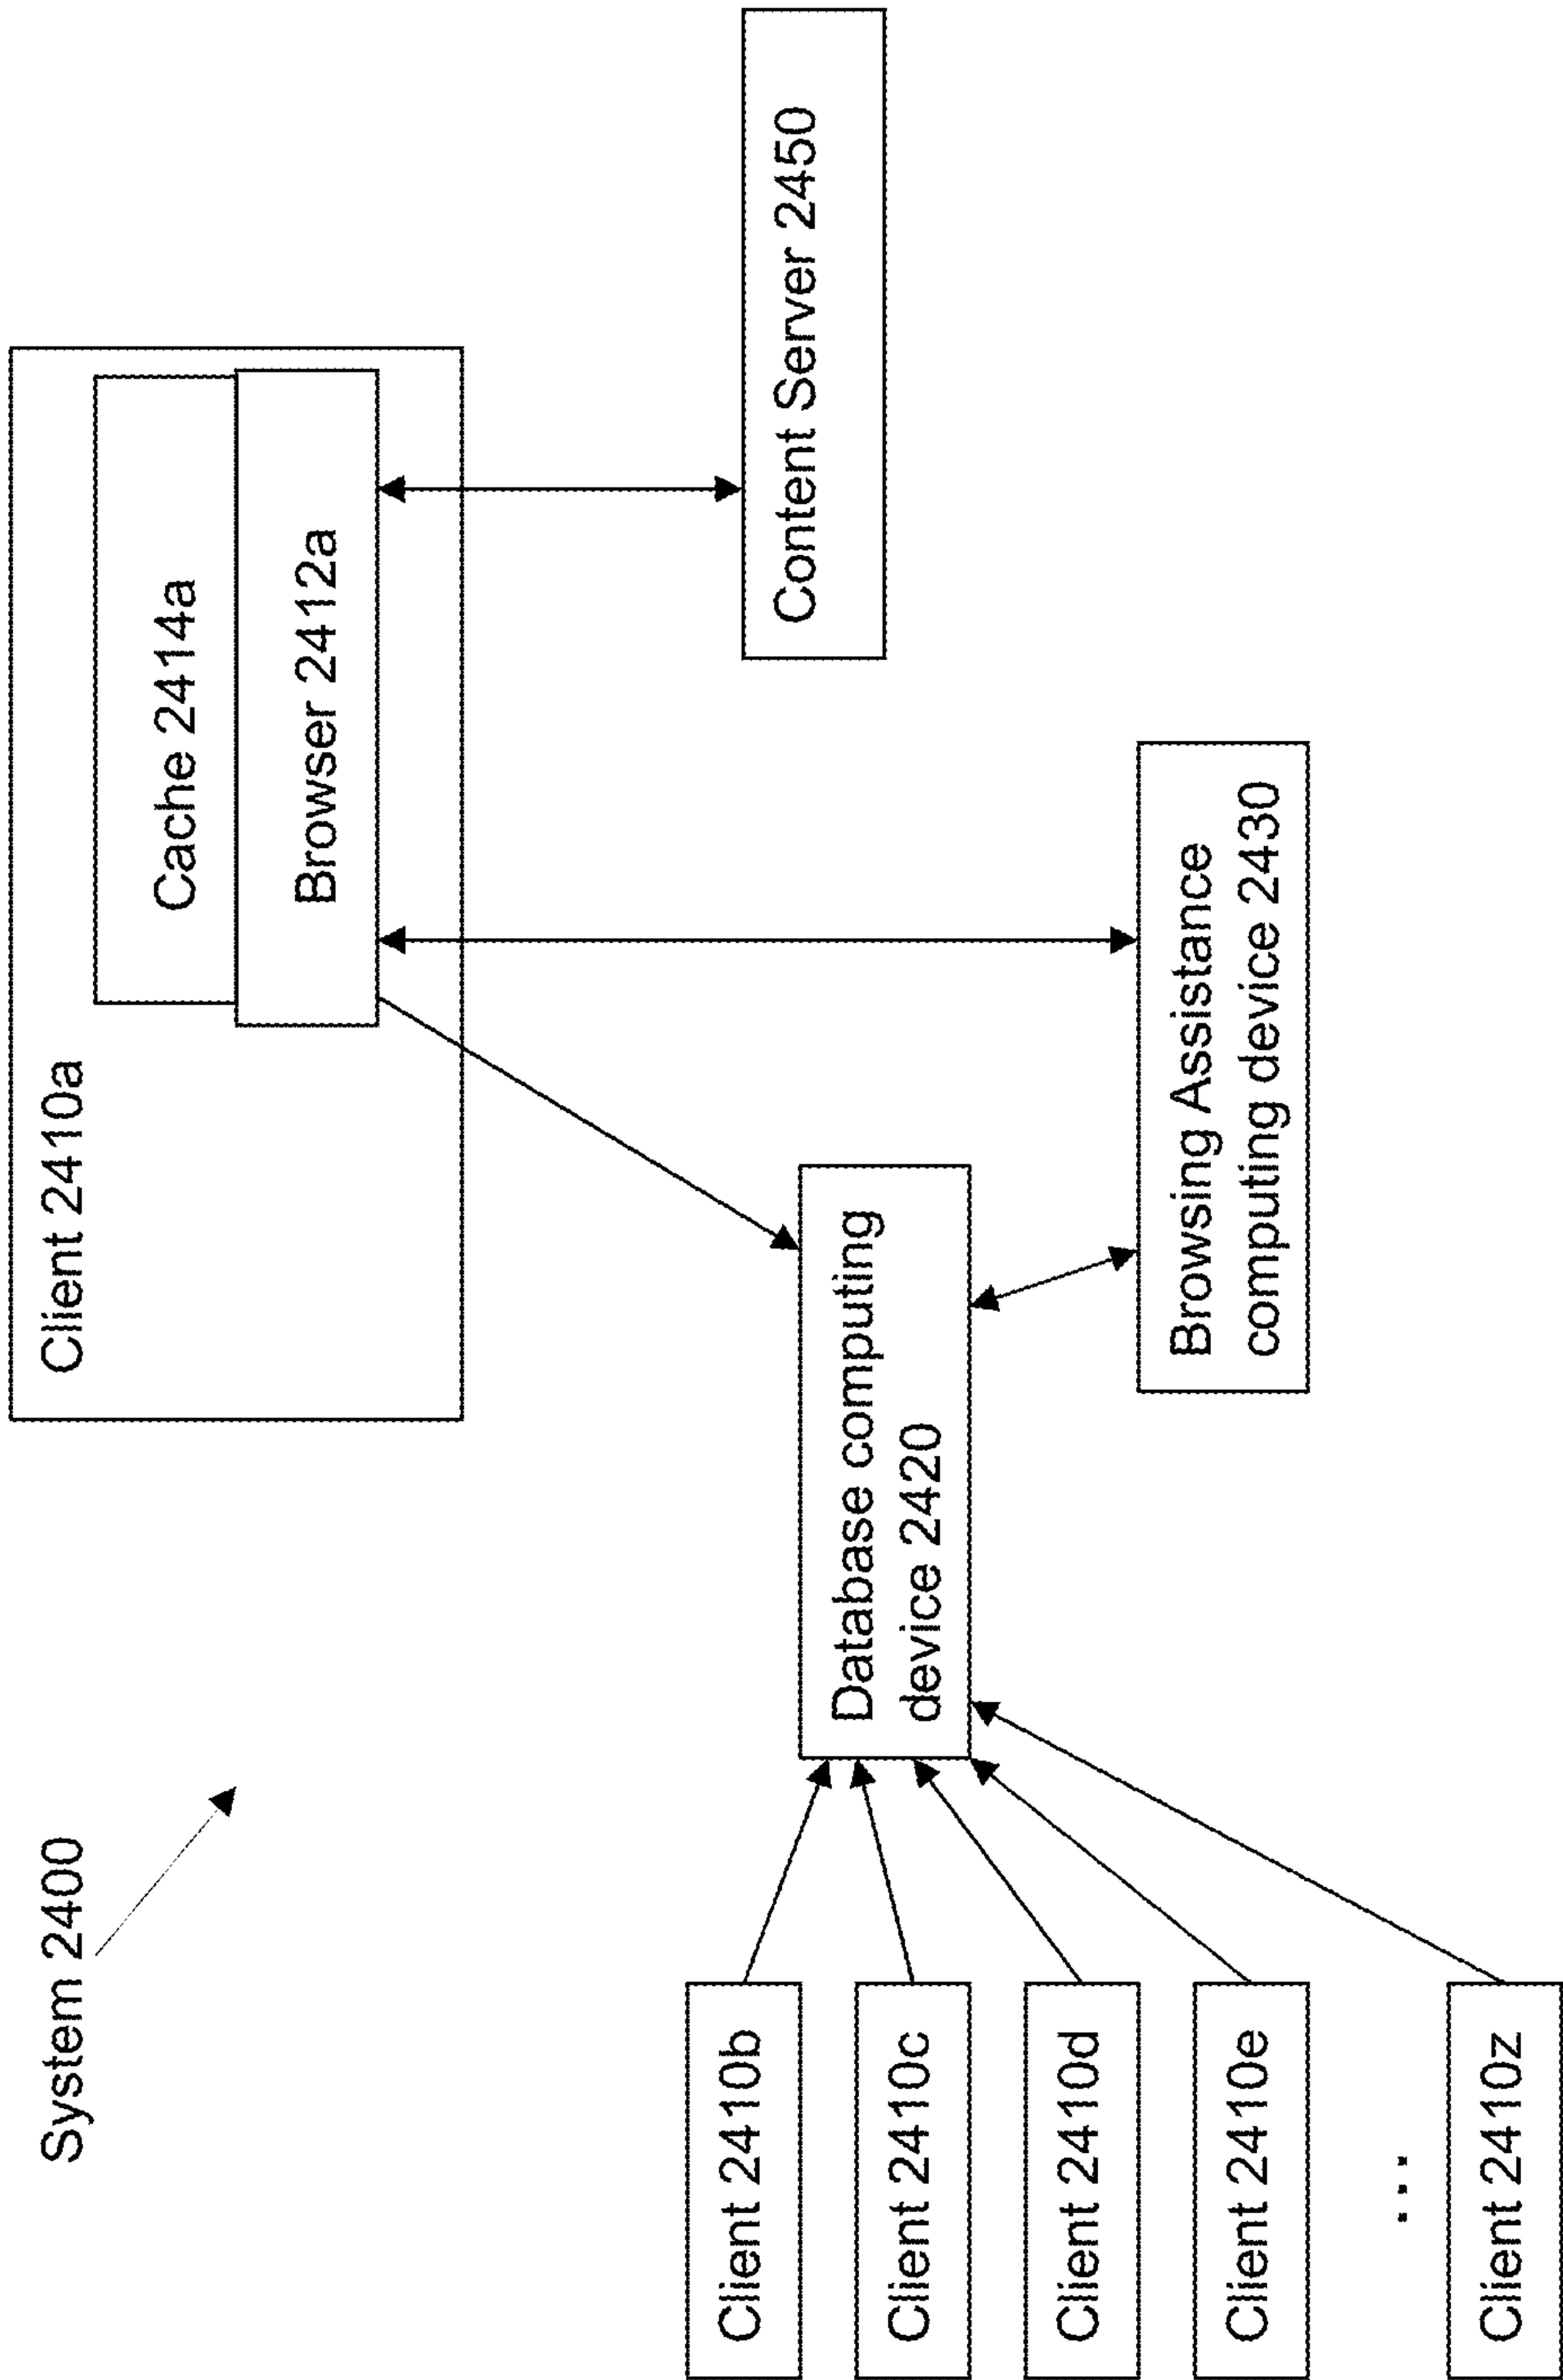 System 2400
Client 2410a
Cache 2414a
Browser 2412a
Client 2410b
Client 2410c
Client 2410d
Client 2410e
...
Client 2410z
Database computing
device 2420
Content Server 2450
Browsing Assistance
computing device 2430